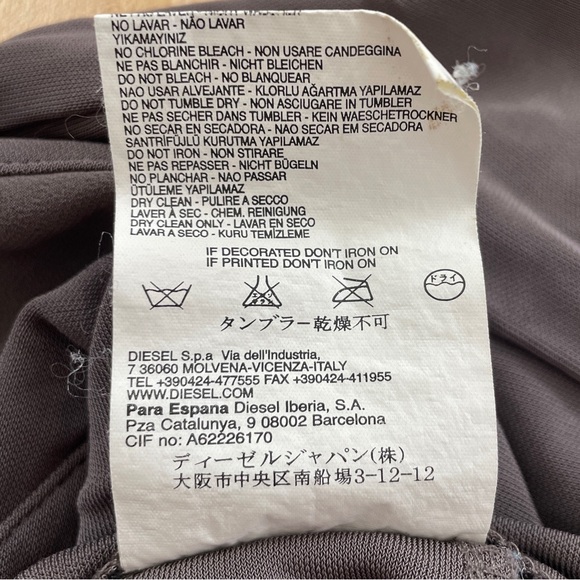 NO LAVAR - NÃO LAVAR
YIKAMAYINIZ
NO CHLORINE BLEACH - NON USARE CANDEGGINA
NE PAS BLANCHIR - NICHT BLEICHEN
DO NOT BLEACH - NO BLANQUEAR
NAO USAR ALVEJANTE - KLORLU AĞARTMA YAPILAMAZ
DO NOT TUMBLE DRY - NON ASCIUGARE IN TUMBLER
NE PAS SECHER DANS TUMBLER - KEIN WAESCHETROCKNER
NO SECAR EN SECADORA - NAO SECAR EM SECADORA
SANTRİFÜJLÜ KURUTMA YAPILAMAZ
DO NOT IRON - NON STIRARE
NE PAS REPASSER - NICHT BÜGELN
NO PLANCHAR - NAO PASSAR
ÜTÜLEME YAPILAMAZ
DRY CLEAN - PULIRE A SECCO
LAVER À SEC - CHEM. REINIGUNG
DRY CLEAN ONLY - LAVAR EN SECO
LAVAR A SECO - KURU TEMİZLEME
IF DECORATED DON'T IRON ON
IF PRINTED DON'T IRON ON
ドライ
タンブラー乾燥不可
DIESEL S.p.a Via dell'Industria,
7 36060 MOLVENA-VICENZA-ITALY
TEL +390424-477555 FAX +390424-411955
WWW.DIESEL.COM
Para Espana Diesel Iberia, S.A.
Pza Catalunya, 9 08002 Barcelona
CIF no: A62226170
ディーゼルジャパン(株)
大阪市中央区南船場3-12-12